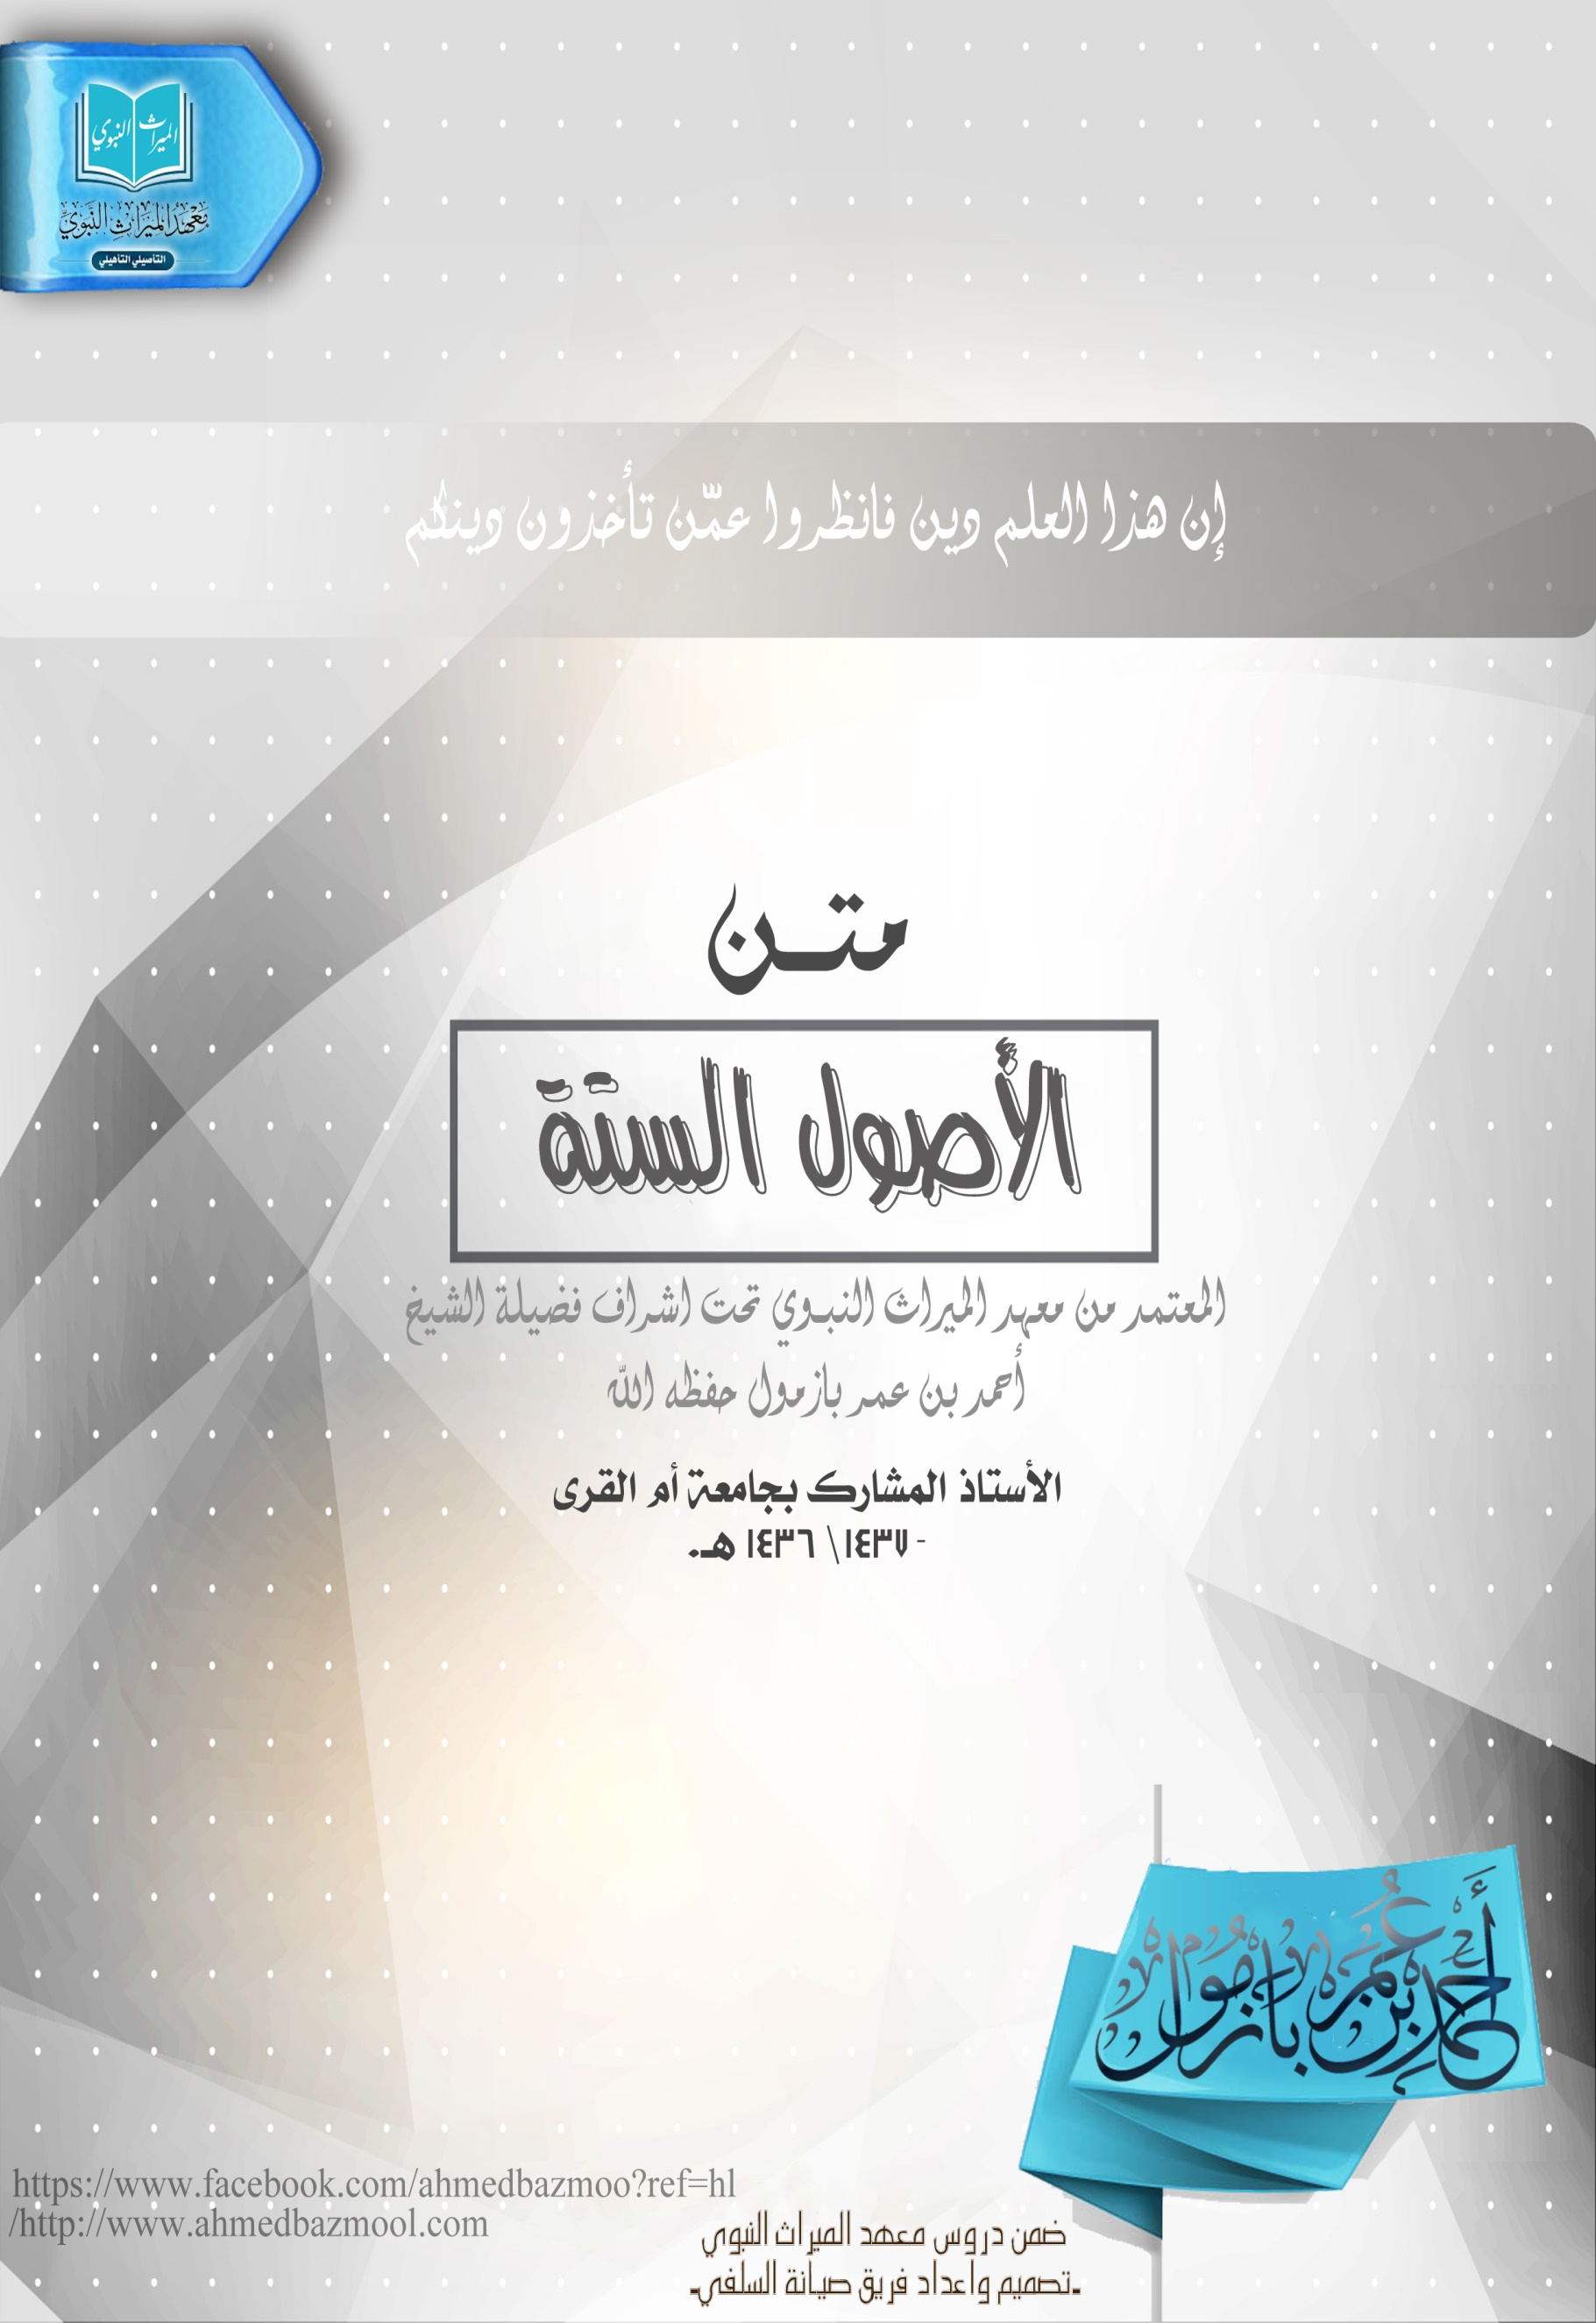 الميراث النبوي
معهد الميراث النبوي
التأصيلي التأهيلي
إن هذا العلم دين فانظروا عمّن تأخذون دينكم
متـن
الأصول الستة
المعتمد من معهد الميراث النبوي تحت اشراف فضيلة الشيخ
أحمد بن عمر بازمول حفظه الله
الأستاذ المشارك بجامعة أم القرى
- ١٤٣٧\ ١٤٣٦ هـ.
أحمد بن عمر بازمول
https://www.facebook.com/ahmedbazmoo?ref=hl
/http://www.ahmedbazmool.com
ضمن دروس معهد الميراث النبوي
-تصميم واعداد فريق صيانة السلفي-